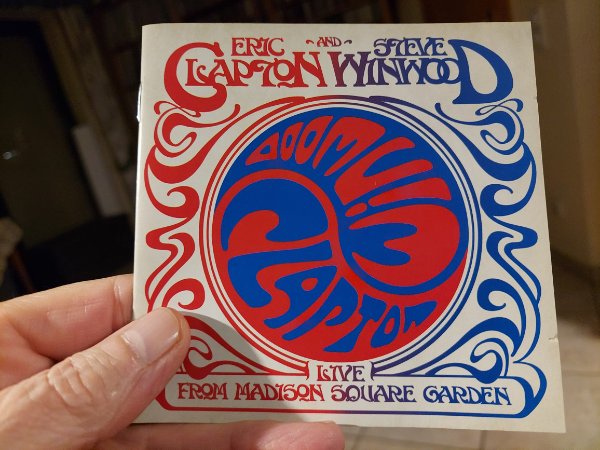 ERIC -AND- STEVE
CLAPTON WINWOOD
WINWOOD
CLAPTON
LIVE
FROM MADISON SQUARE GARDEN